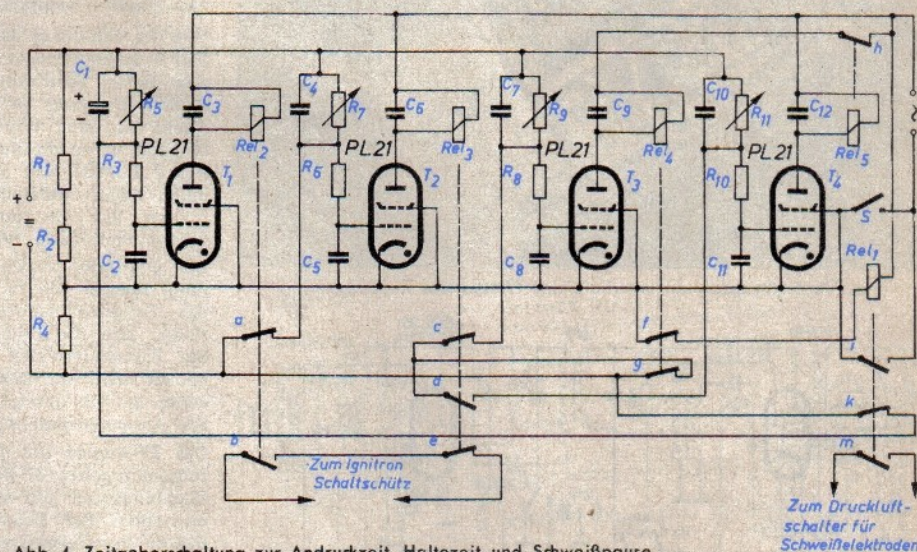 C1
+
-
R5
C3
Rel2
C4
R7
C6
Rel3
C7
R9
C9
Rel4
C10
R11
C12
h
Rel5
R1
R3
PL21
T1
R6
PL21
T2
R8
PL21
T3
R10
PL21
T4
S
+
=
-
R2
C2
C5
C8
C11
Rel1
R4
a
c
f
g
i
d
k
b
e
m
Zum Ignitron
Schaltschütz
Zum Druckluft-
schalter für
Schweißelektroden
Abb. 4. Zeitgeberschaltung zur Andruckzeit, Haltezeit und Schweißpause